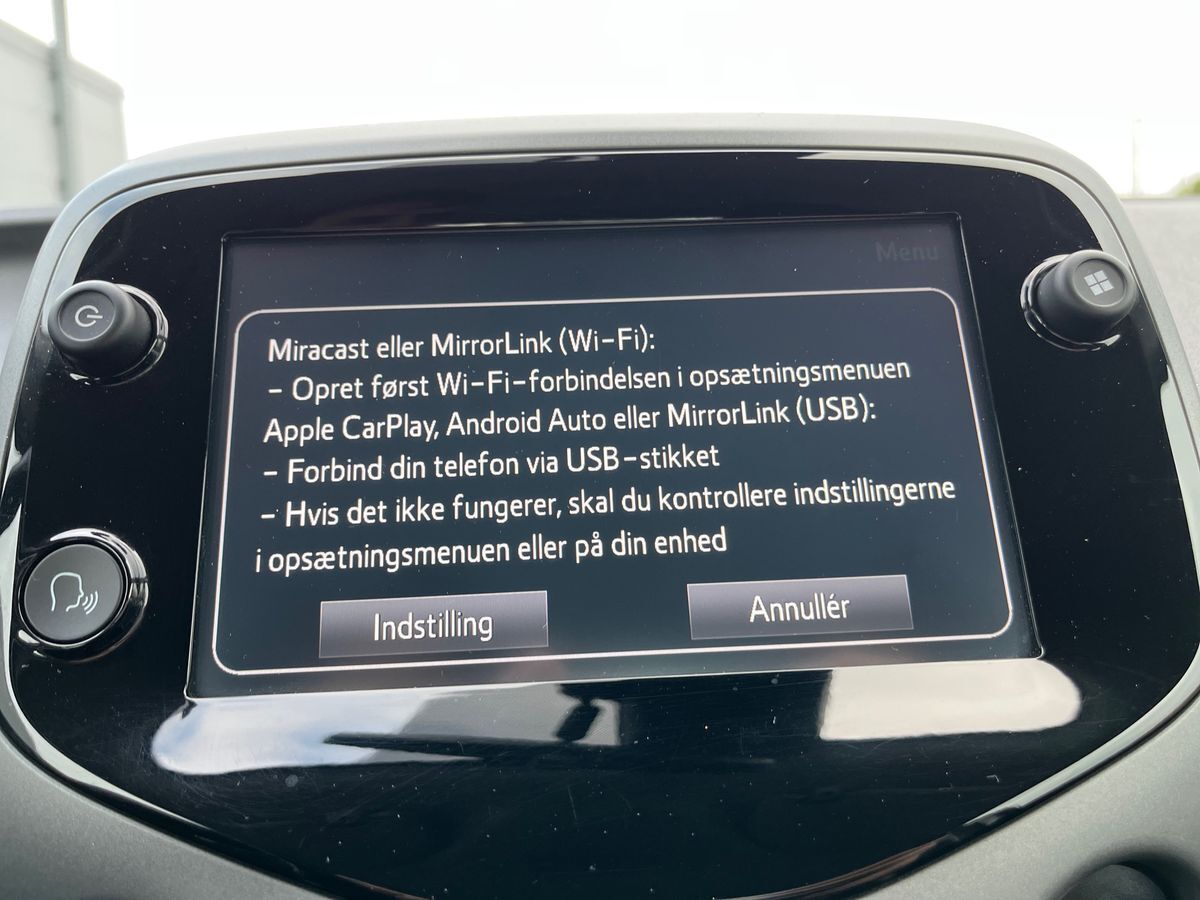 Menu
Miracast eller MirrorLink (Wi-Fi):
- Opret først Wi-Fi-forbindelsen i opsætningsmenuen
Apple CarPlay, Android Auto eller MirrorLink (USB):
- Forbind din telefon via USB-stikket
- Hvis det ikke fungerer, skal du kontrollere indstillingerne
i opsætningsmenuen eller på din enhed
Indstilling
Annullér